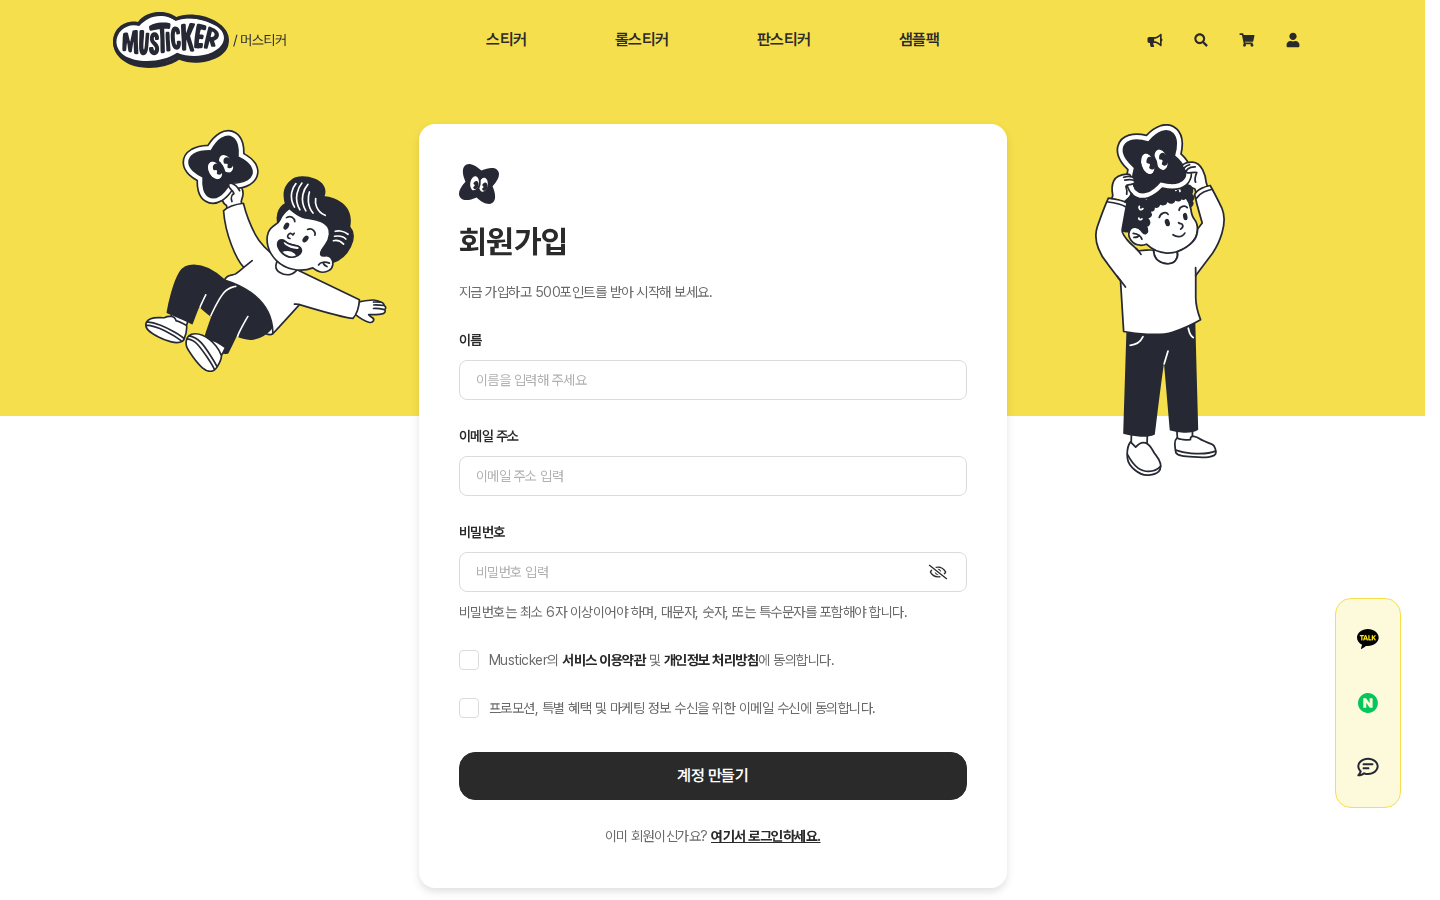 MUSTICKER / 머스티커
스티커
롤스티커
판스티커
샘플팩
회원가입
지금 가입하고 500포인트를 받아 시작해 보세요.
이름
이름을 입력해 주세요
이메일 주소
이메일 주소 입력
비밀번호
비밀번호 입력
비밀번호는 최소 6자 이상이어야 하며, 대문자, 숫자, 또는 특수문자를 포함해야 합니다.
Musticker의 서비스 이용약관 및 개인정보 처리방침에 동의합니다.
프로모션, 특별 혜택 및 마케팅 정보 수신을 위한 이메일 수신에 동의합니다.
계정 만들기
이미 회원이신가요? 여기서 로그인하세요.
TALK
N